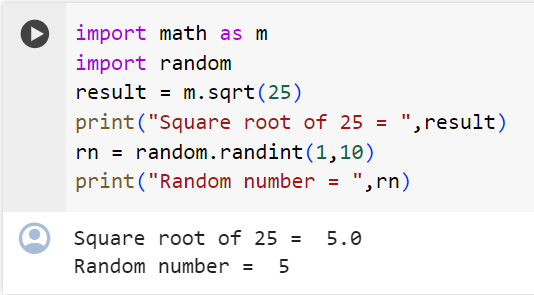 import math as m
import random
result = m.sqrt(25)
print("Square root of 25 = ",result)
rn = random.randint(1,10)
print("Random number = ",rn)
Square root of 25 =  5.0
Random number =  5